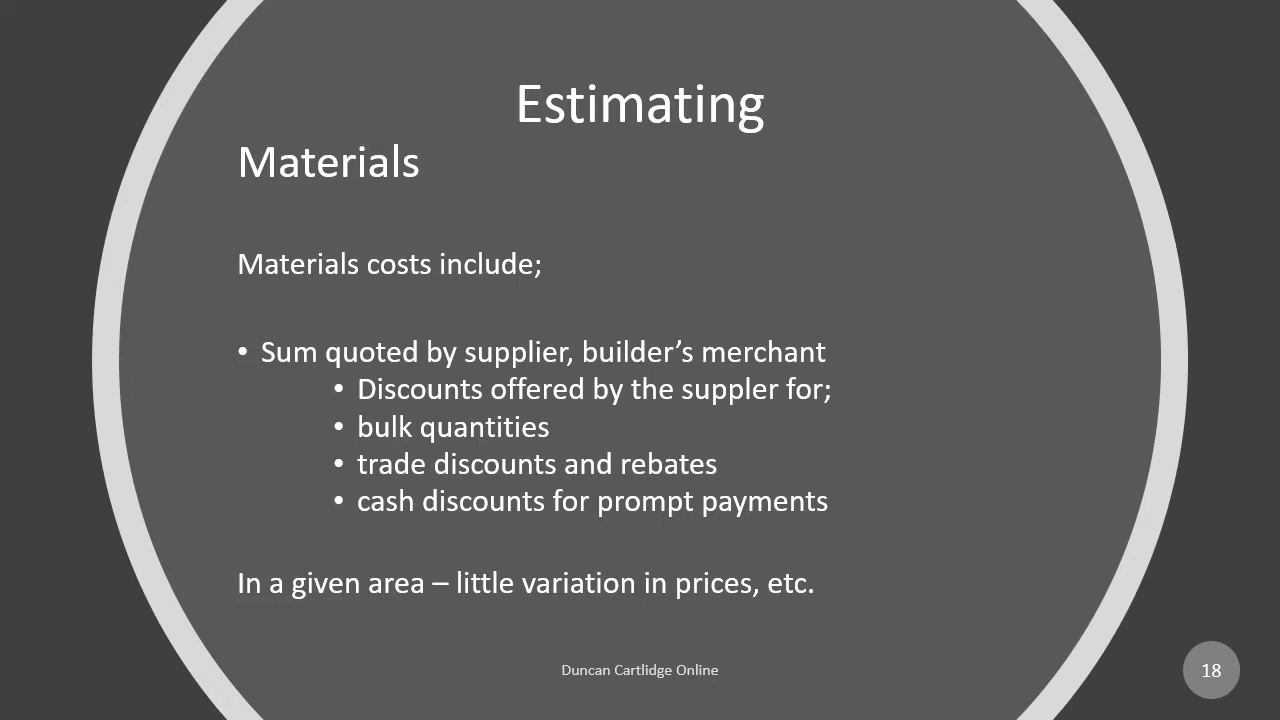 Estimating
Materials
Materials costs include;
• Sum quoted by supplier, builder’s merchant
• Discounts offered by the suppler for;
• bulk quantities
• trade discounts and rebates
• cash discounts for prompt payments
In a given area – little variation in prices, etc.
Duncan Cartlidge Online
18